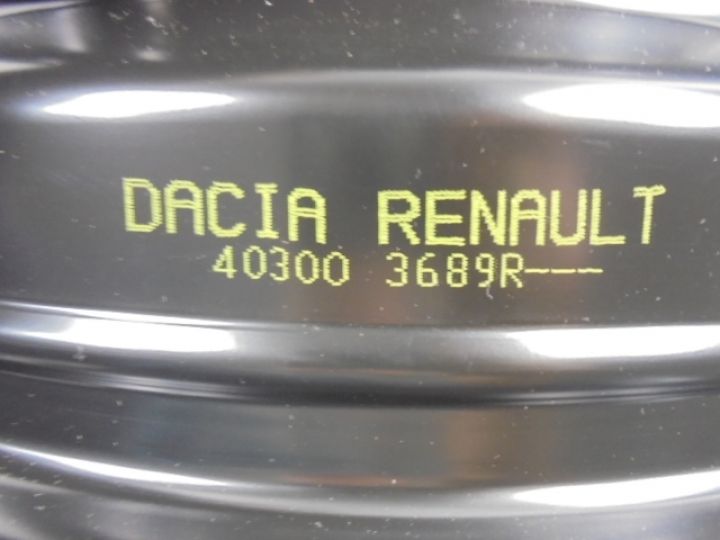 DACIA RENAULT
40300 3689R---